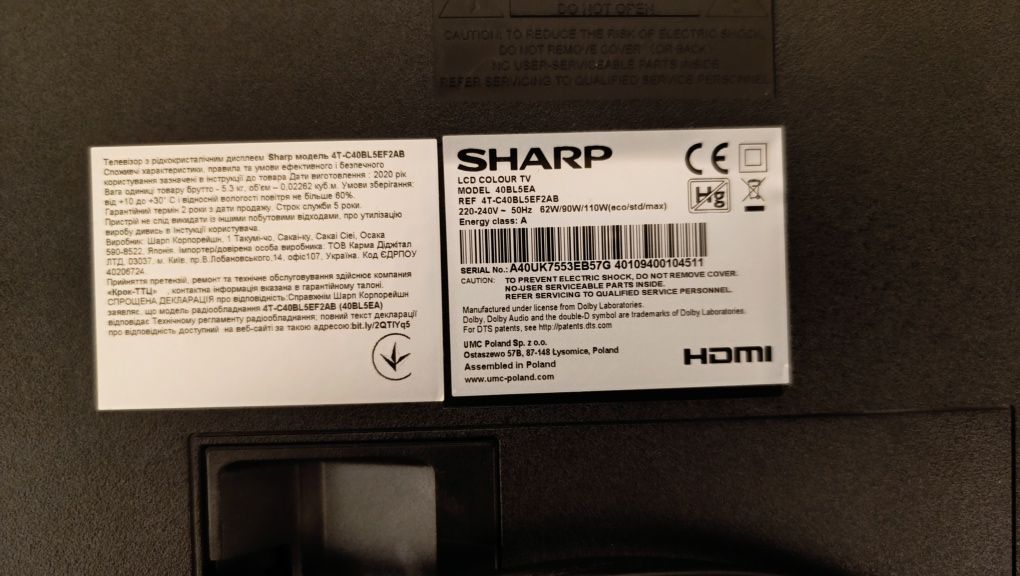 DO NOT OPEN
CAUTION: TO REDUCE THE RISK OF ELECTRIC SHOCK,
DO NOT REMOVE COVER (OR BACK)
NO USER-SERVICEABLE PARTS INSIDE
REFER SERVICING TO QUALIFIED SERVICE PERSONNEL
Телевізор з рідкокристалічним дисплеєм Sharp модель 4T-C40BL5EF2AB
Споживчі характеристики, правила та умови ефективного і безпечного
користування зазначені в інструкції до товара Дати виготовлення : 2020 рік
Вага одиниці товару брутто - 5.3 кг, об'єм – 0,02262 куб.м. Умови зберігання:
від +10 до +30° С і відносній вологості повітря не більше 60%.
Гарантійний термін 2 роки з дати продажу. Строк служби 5 роки.
Пристрій не слід викидати із іншими побутовими відходами, про утилізацію
виробу дивись в Інстукції користувача.
Виробник: Шарп Корпорейшн, 1 Такумі-чо, Сакаі-ку, Сакаі Сіеі, Осака
590-8522, Японія. Імпортер/довірена особа виробника: ТОВ Карма Діджітал
ЛТД, 03037, м. Київ, пр.В.Лобановського,14, офіс107, Україна. Код ЄДРПОУ
40206724.
Прийняття претензій, ремонт та технічне обслуговування здійснює компанія
«Крок-ТТЦ» , контактна інформація вказана в гарантійному талоні.
СПРОЩЕНА ДЕКЛАРАЦІЯ про відповідність:Справжнім Шарп Корпорейшн
заявляє, що модель радіообладнання 4T-C40BL5EF2AB (40BL5EA)
відповідає Технічному регламенту радіообладнання; повний текст декларації
про відповідність доступний на веб-сайті за такою адресою:bit.ly/2QTlYq5
SHARP
LCD COLOUR TV
MODEL 40BL5EA
REF 4T-C40BL5EF2AB
220-240V ~ 50Hz 62W/90W/110W(eco/std/max)
Energy class: A
CE
Hg
SERIAL No.: A40UK7553EB57G 40109400104511
CAUTION: TO PREVENT ELECTRIC SHOCK, DO NOT REMOVE COVER.
NO-USER SERVICEABLE PARTS INSIDE.
REFER SERVICING TO QUALIFIED SERVICE PERSONNEL.
Manufactured under license from Dolby Laboratories.
Dolby, Dolby Audio and the double-D symbol are trademarks of Dolby Laboratories.
For DTS patents, see http://patents.dts.com
UMC Poland Sp. z o.o.
Ostaszewo 57B, 87-148 Łysomice, Poland
Assembled in Poland
www.umc-poland.com
HDMI